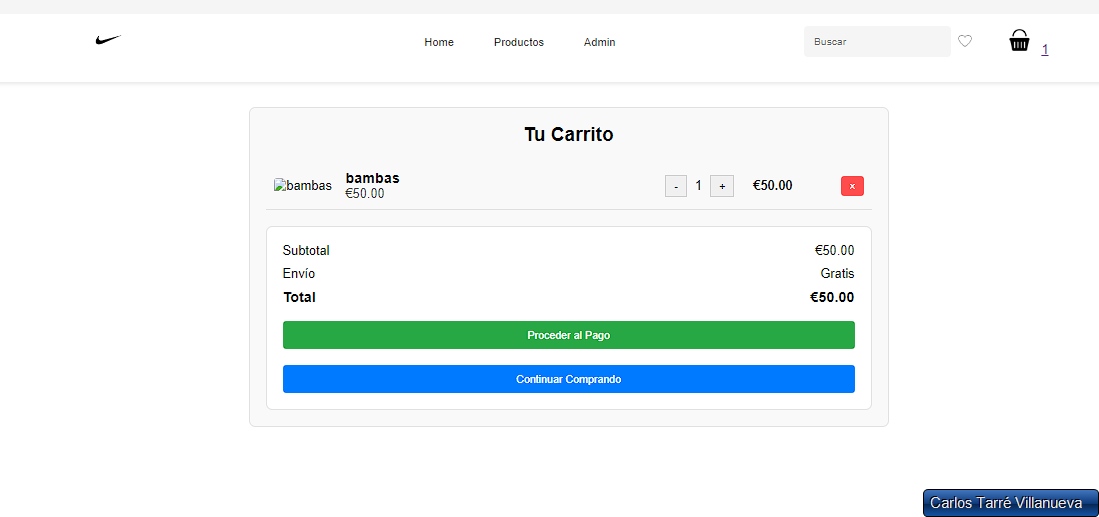 Home Productos Admin Buscar 1
Tu Carrito
bambas bambas - 1 + €50.00 x
€50.00
Subtotal €50.00
Envío Gratis
Total €50.00
Proceder al Pago
Continuar Comprando
Carlos Tarré Villanueva